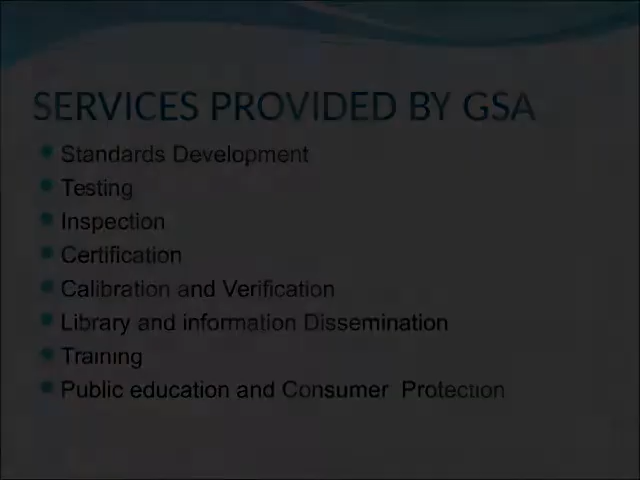 SERVICES PROVIDED BY GSA
Standards Development
Testing
Inspection
Certification
Calibration and Verification
Library and information Dissemination
Training
Public education and Consumer  Protection